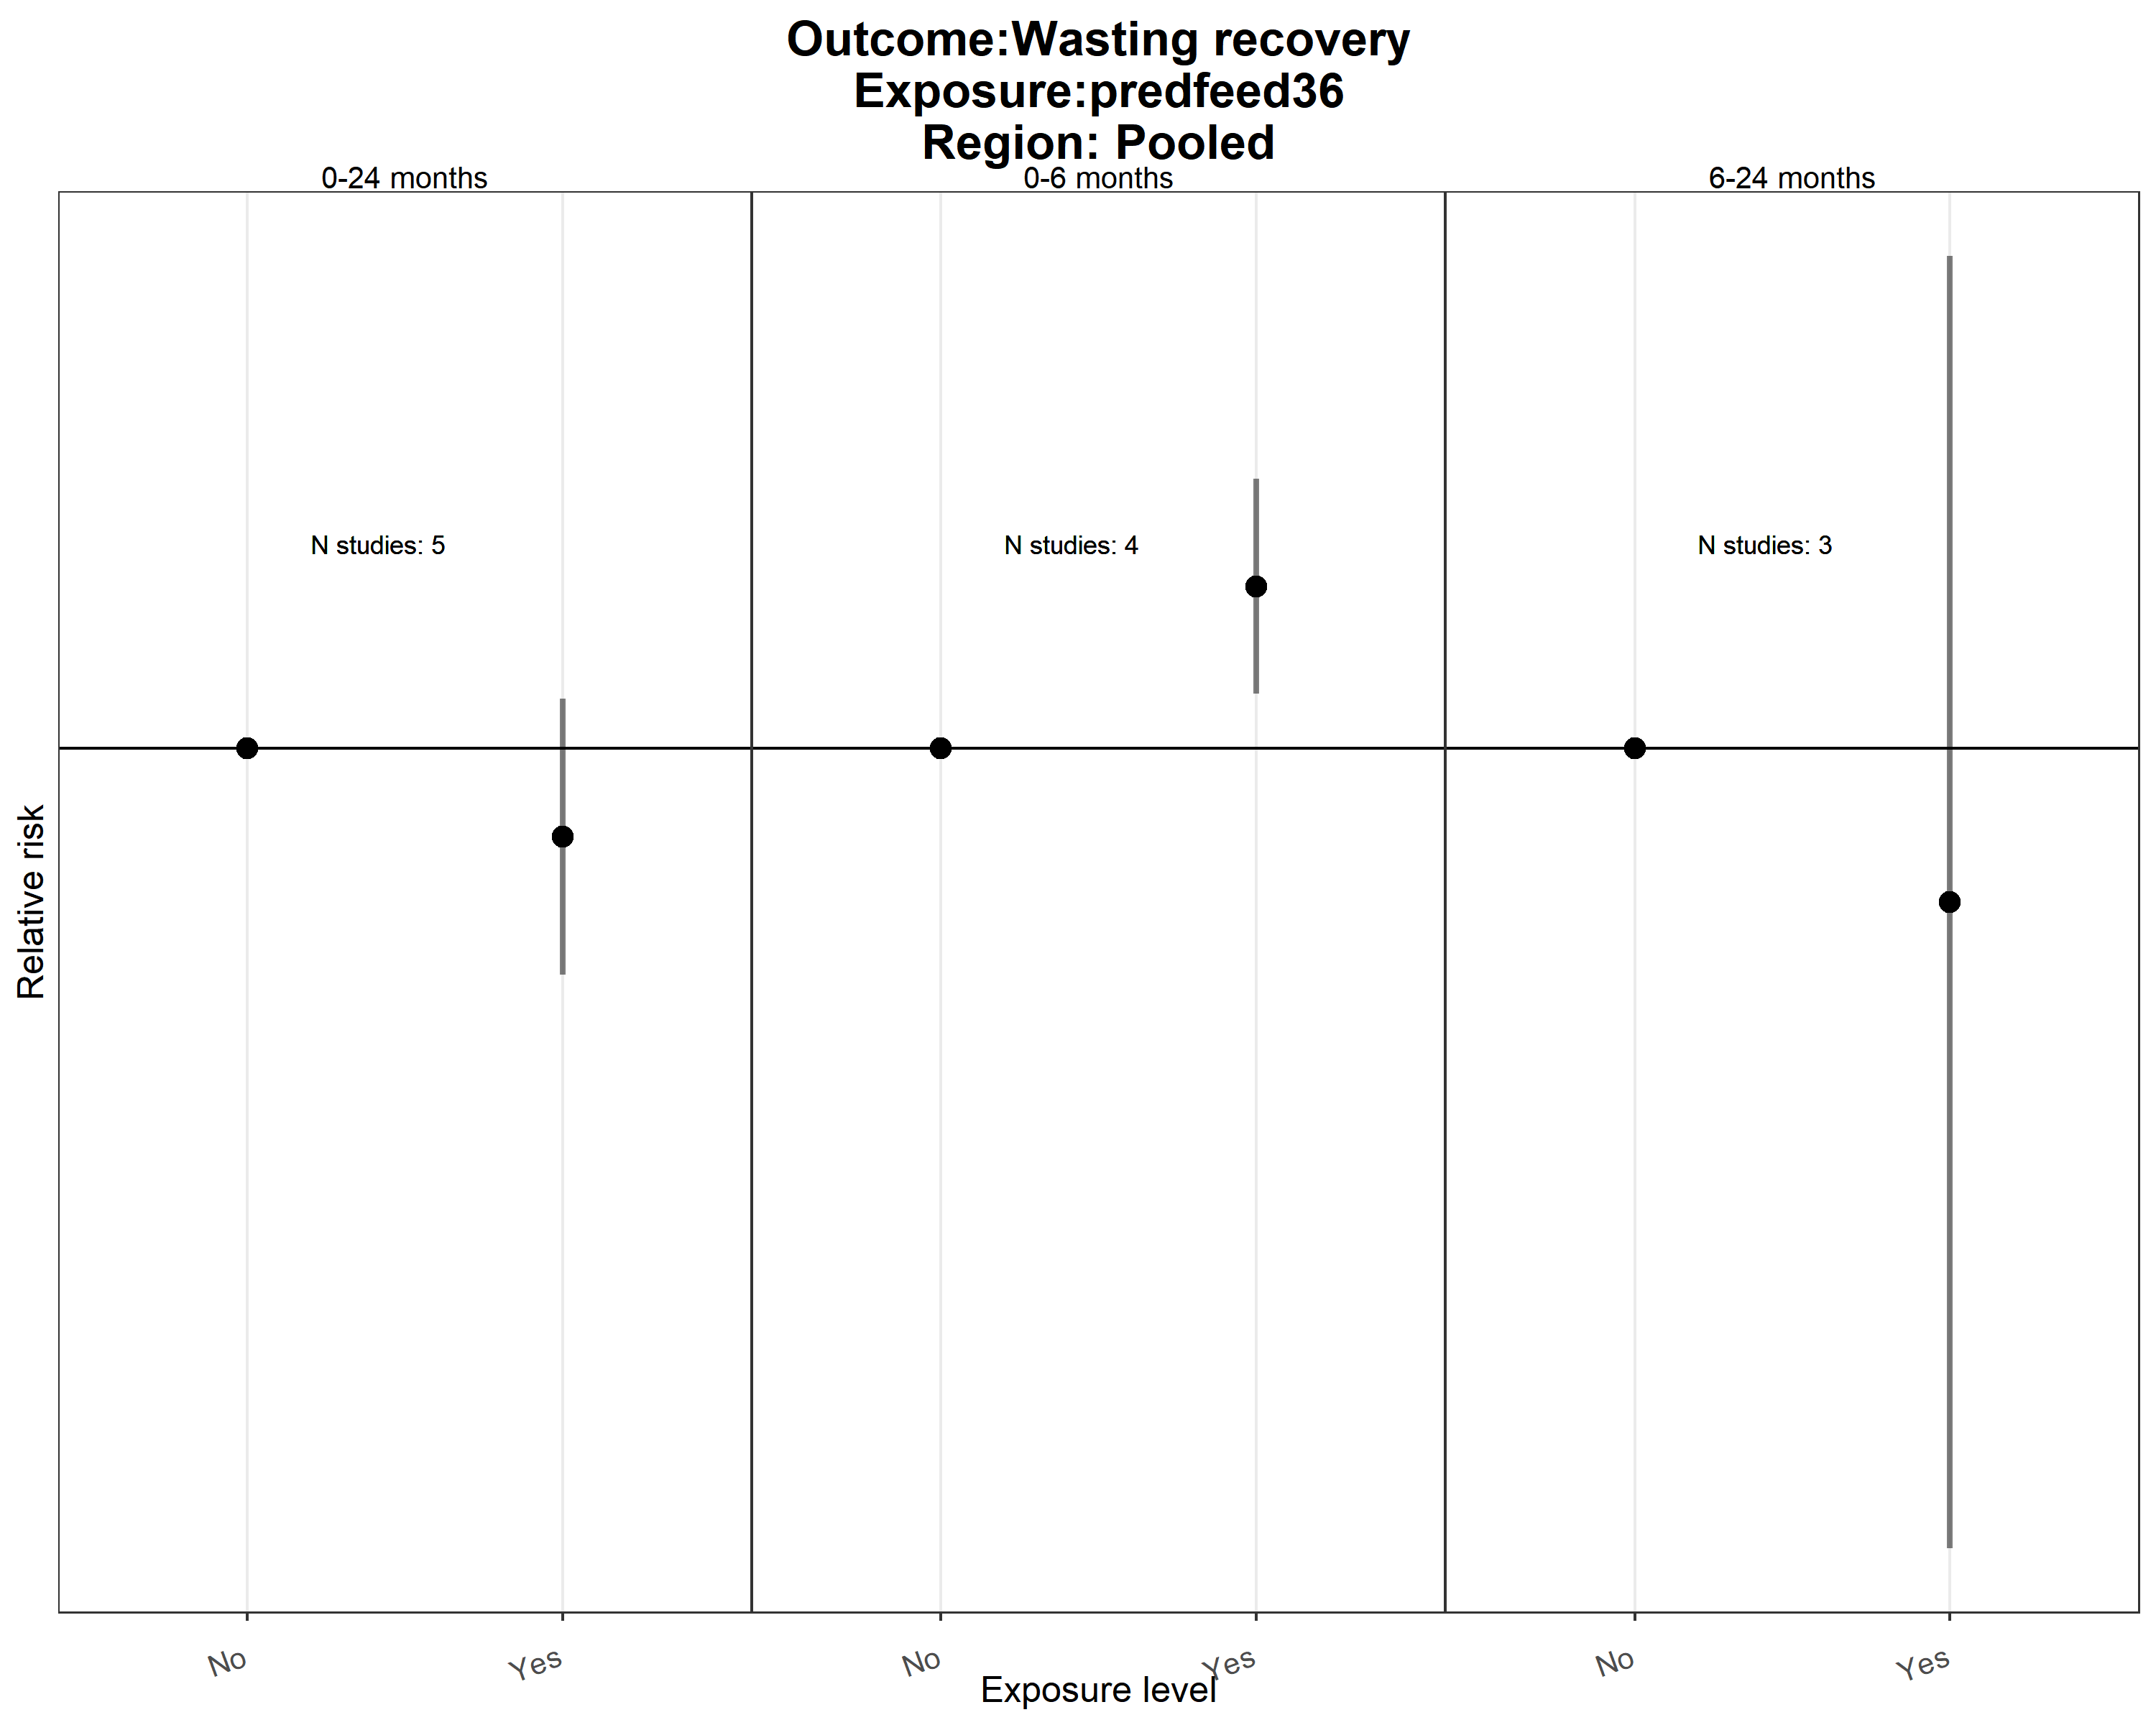 Outcome:Wasting recovery
Exposure:predfeed36
Region: Pooled
0-24 months
0-6 months
6-24 months
N studies: 5
N studies: 4
N studies: 3
Relative risk
No
Yes
No
Yes
No
Yes
Exposure level